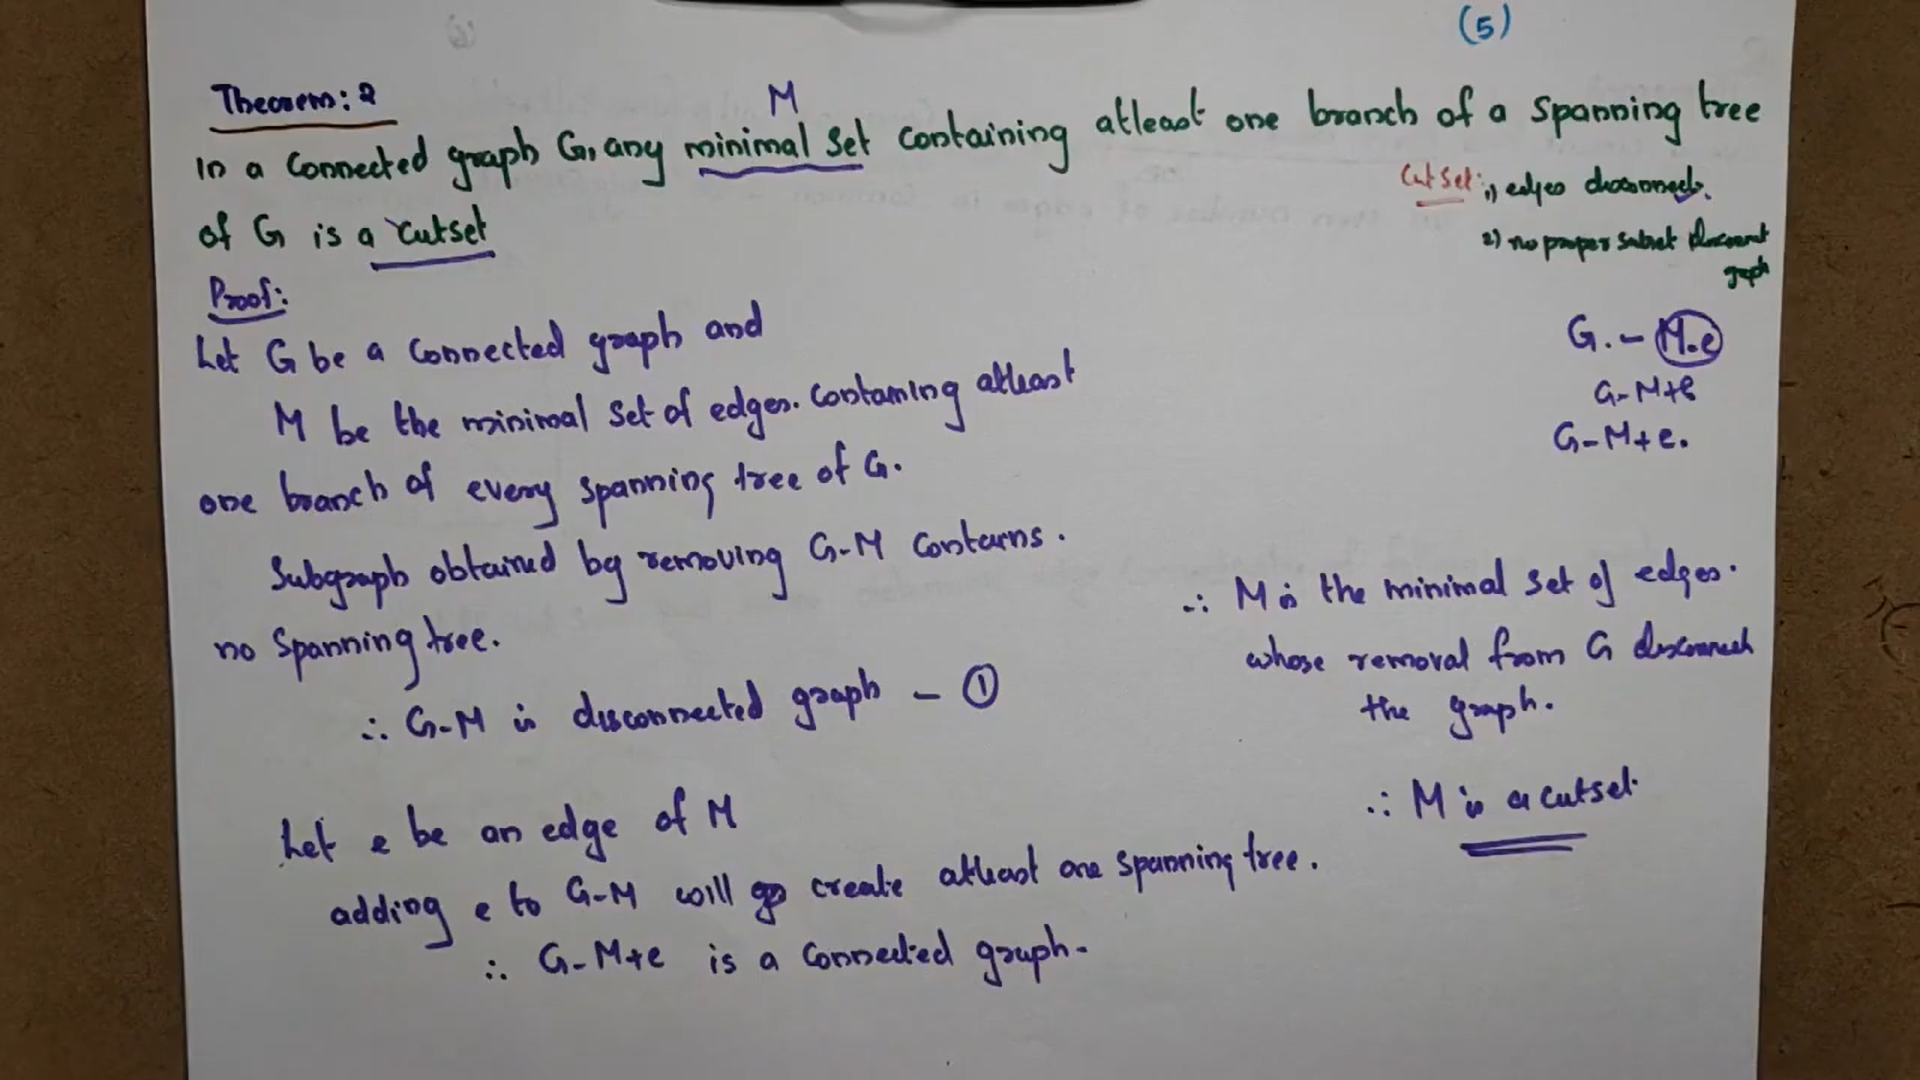 (5)
Theorem: 2
M
In a Connected graph G, any minimal set containing atleast one branch of a spanning tree
of G is a cutset
Cut set: 1) edges disconnects.
2) no proper subset disconnect
graph
Proof:
Let G be a connected graph and
M be the minimal set of edges. Containing atleast
one branch of every spanning tree of G.
Subgraph obtained by removing G-M contains.
no Spanning tree.
∴ G-M is disconnected graph - ①
Let e be an edge of M
adding e to G-M will create atleast one spanning tree.
∴ G-M+e is a connected graph.
G.-M-e
G-M+e
G-M+e.
∴ M is the minimal set of edges.
whose removal from G disconnects
the graph.
∴ M is a cutset.